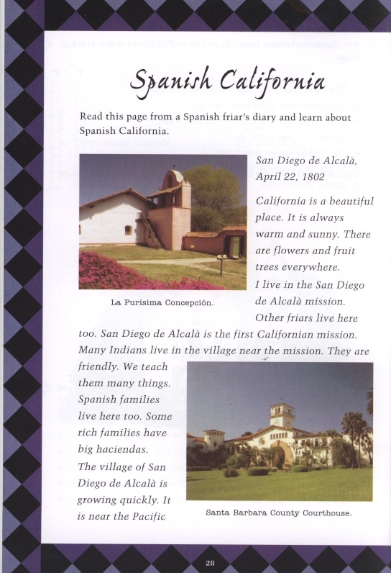 Spanish California
Read this page from a Spanish friar's diary and learn about
Spanish California.
San Diego de Alcalà,
April 22, 1802
California is a beautiful
place. It is always
warm and sunny. There
are flowers and fruit
trees everywhere.
I live in the San Diego
de Alcalà mission.
Other friars live here
La Purísima Concepción.
too. San Diego de Alcalà is the first Californian mission.
Many Indians live in the village near the mission. They are
friendly. We teach
them many things.
Spanish families
live here too. Some
rich families have
big haciendas.
The village of San
Diego de Alcalà is
growing quickly. It
is near the Pacific
Santa Barbara County Courthouse.
28